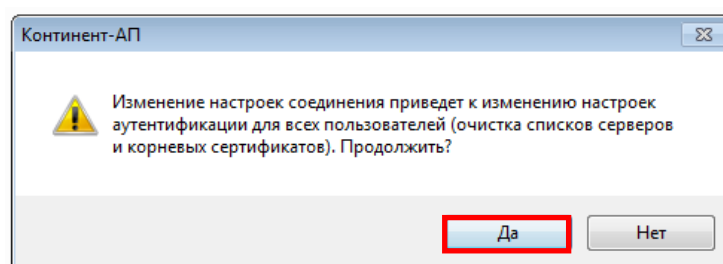 Континент-АП
Изменение настроек соединения приведет к изменению настроек
аутентификации для всех пользователей (очистка списков серверов
и корневых сертификатов). Продолжить?
Да
Нет